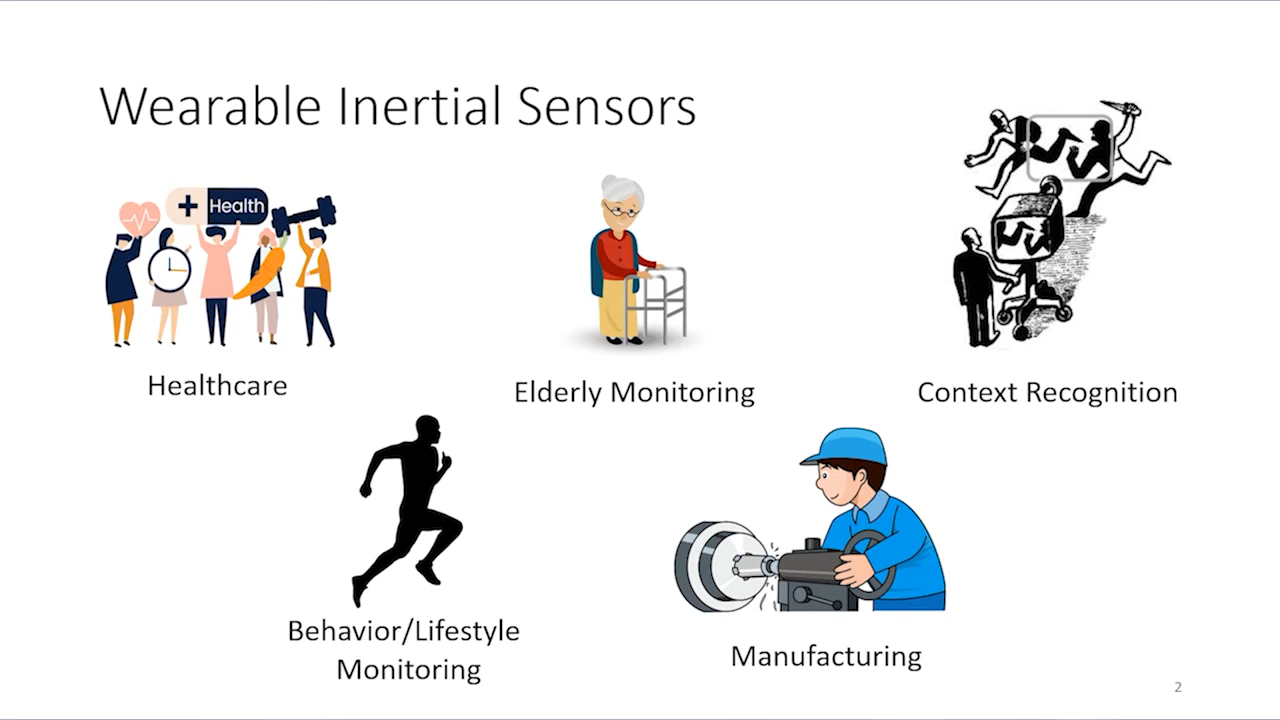 Wearable Inertial Sensors
Health
Healthcare
Elderly Monitoring
Context Recognition
Behavior/Lifestyle
Monitoring
Manufacturing
2